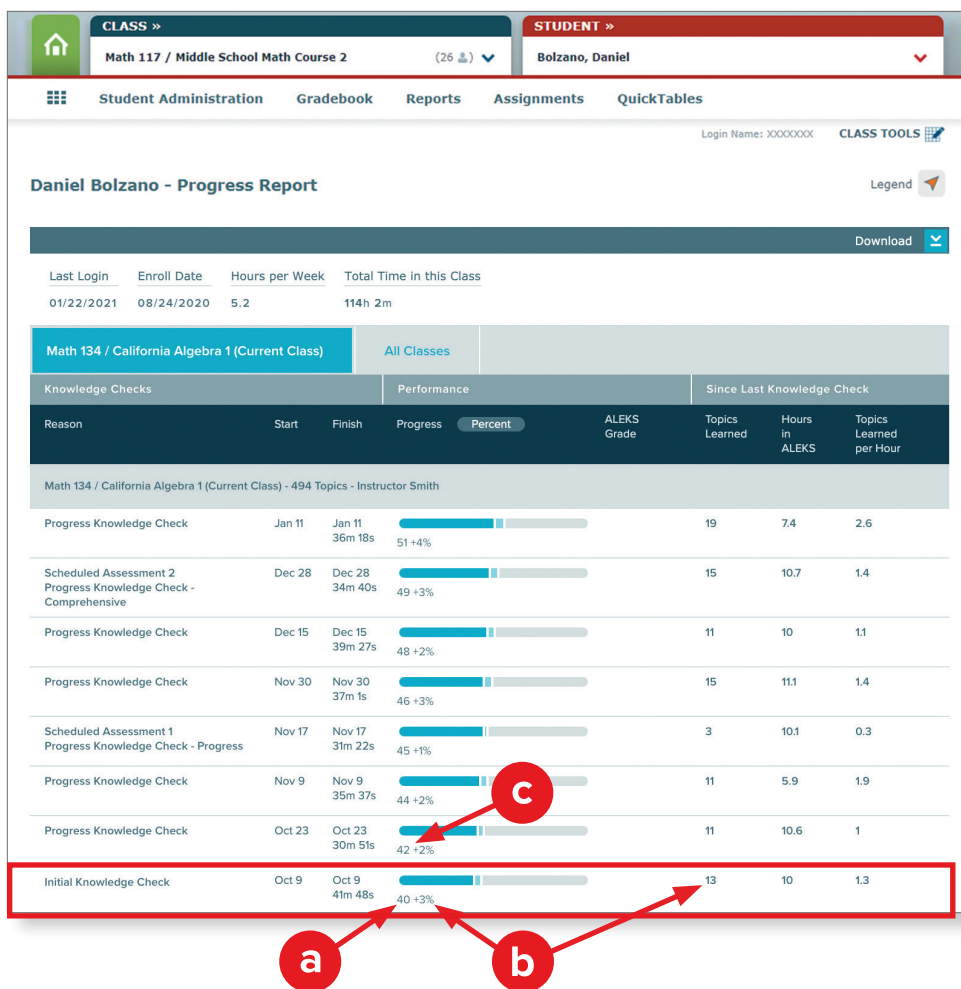 CLASS »
Math 117 / Middle School Math Course 2 (26)
STUDENT »
Bolzano, Daniel
Student Administration Gradebook Reports Assignments QuickTables
Login Name: XXXXXXX CLASS TOOLS
Daniel Bolzano - Progress Report
Legend
Download
Last Login Enroll Date Hours per Week Total Time in this Class
01/22/2021 08/24/2020 5.2 114h 2m
Math 134 / California Algebra 1 (Current Class) All Classes
Knowledge Checks Performance Since Last Knowledge Check
Reason Start Finish Progress Percent ALEKS Grade Topics Learned Hours in ALEKS Topics Learned per Hour
Math 134 / California Algebra 1 (Current Class) - 494 Topics - Instructor Smith
Progress Knowledge Check Jan 11 Jan 11 19 7.4 2.6
36m 18s
51 +4%
Scheduled Assessment 2 Dec 28 Dec 28 15 10.7 1.4
Progress Knowledge Check - 34m 40s
49 +3%
Comprehensive
Progress Knowledge Check Dec 15 Dec 15 11 10 1.1
39m 27s
48 +2%
Progress Knowledge Check Nov 30 Nov 30 15 11.1 1.4
37m 1s
46 +3%
Scheduled Assessment 1 Nov 17 Nov 17 3 10.1 0.3
Progress Knowledge Check - Progress 31m 22s
45 +1%
Progress Knowledge Check Nov 9 Nov 9 11 5.9 1.9
35m 37s
44 +2%
c
Progress Knowledge Check Oct 23 Oct 23 11 10.6 1
30m 51s
42 +2%
Initial Knowledge Check Oct 9 Oct 9 13 10 1.3
41m 48s
40 +3%
a b